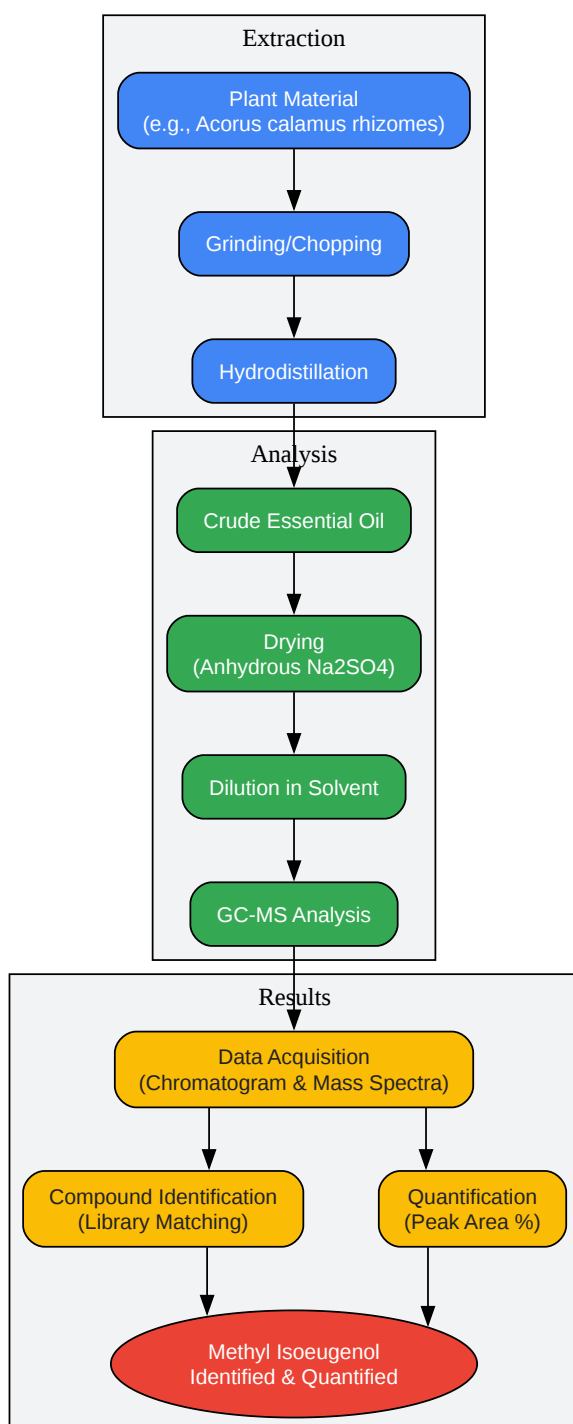 Extraction
Plant Material
(e.g., Acorus calamus rhizomes)
Grinding/Chopping
Hydrodistillation
Analysis
Crude Essential Oil
Drying
(Anhydrous Na2SO4)
Dilution in Solvent
GC-MS Analysis
Results
Data Acquisition
(Chromatogram & Mass Spectra)
Compound Identification
(Library Matching)
Quantification
(Peak Area %)
Methyl Isoeugenol
Identified & Quantified